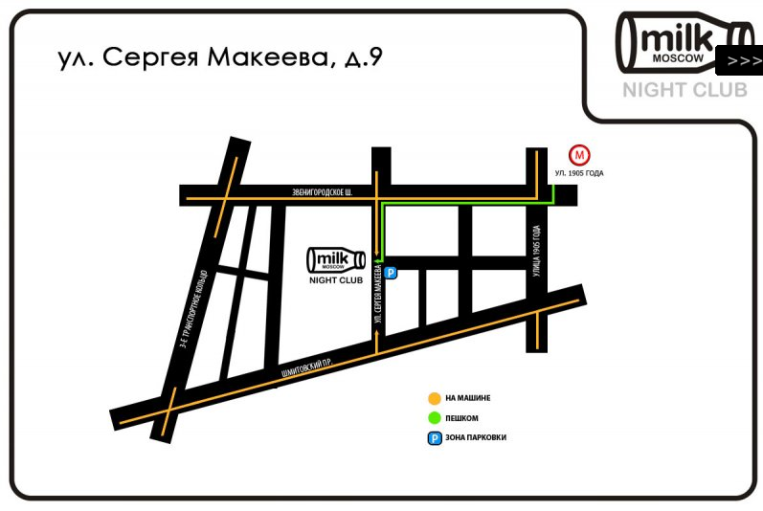 ул. Сергея Макеева, д.9
milk
MOSCOW
>>>
NIGHT CLUB
М
УЛ. 1905 ГОДА
ЗВЕНИГОРОДСКОЕ Ш.
УЛИЦА 1905 ГОДА
milk
MOSCOW
NIGHT CLUB
P
УЛ. СЕРГЕЯ МАКЕЕВА
3-Е ТРАНСПОРТНОЕ КОЛЬЦО
ШМИТОВСКИЙ ПР.
НА МАШИНЕ
ПЕШКОМ
P ЗОНА ПАРКОВКИ